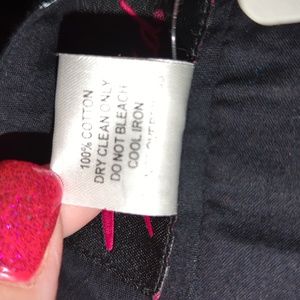 100% COTTON
DRY CLEAN ONLY
DO NOT BLEACH
COOL IRON